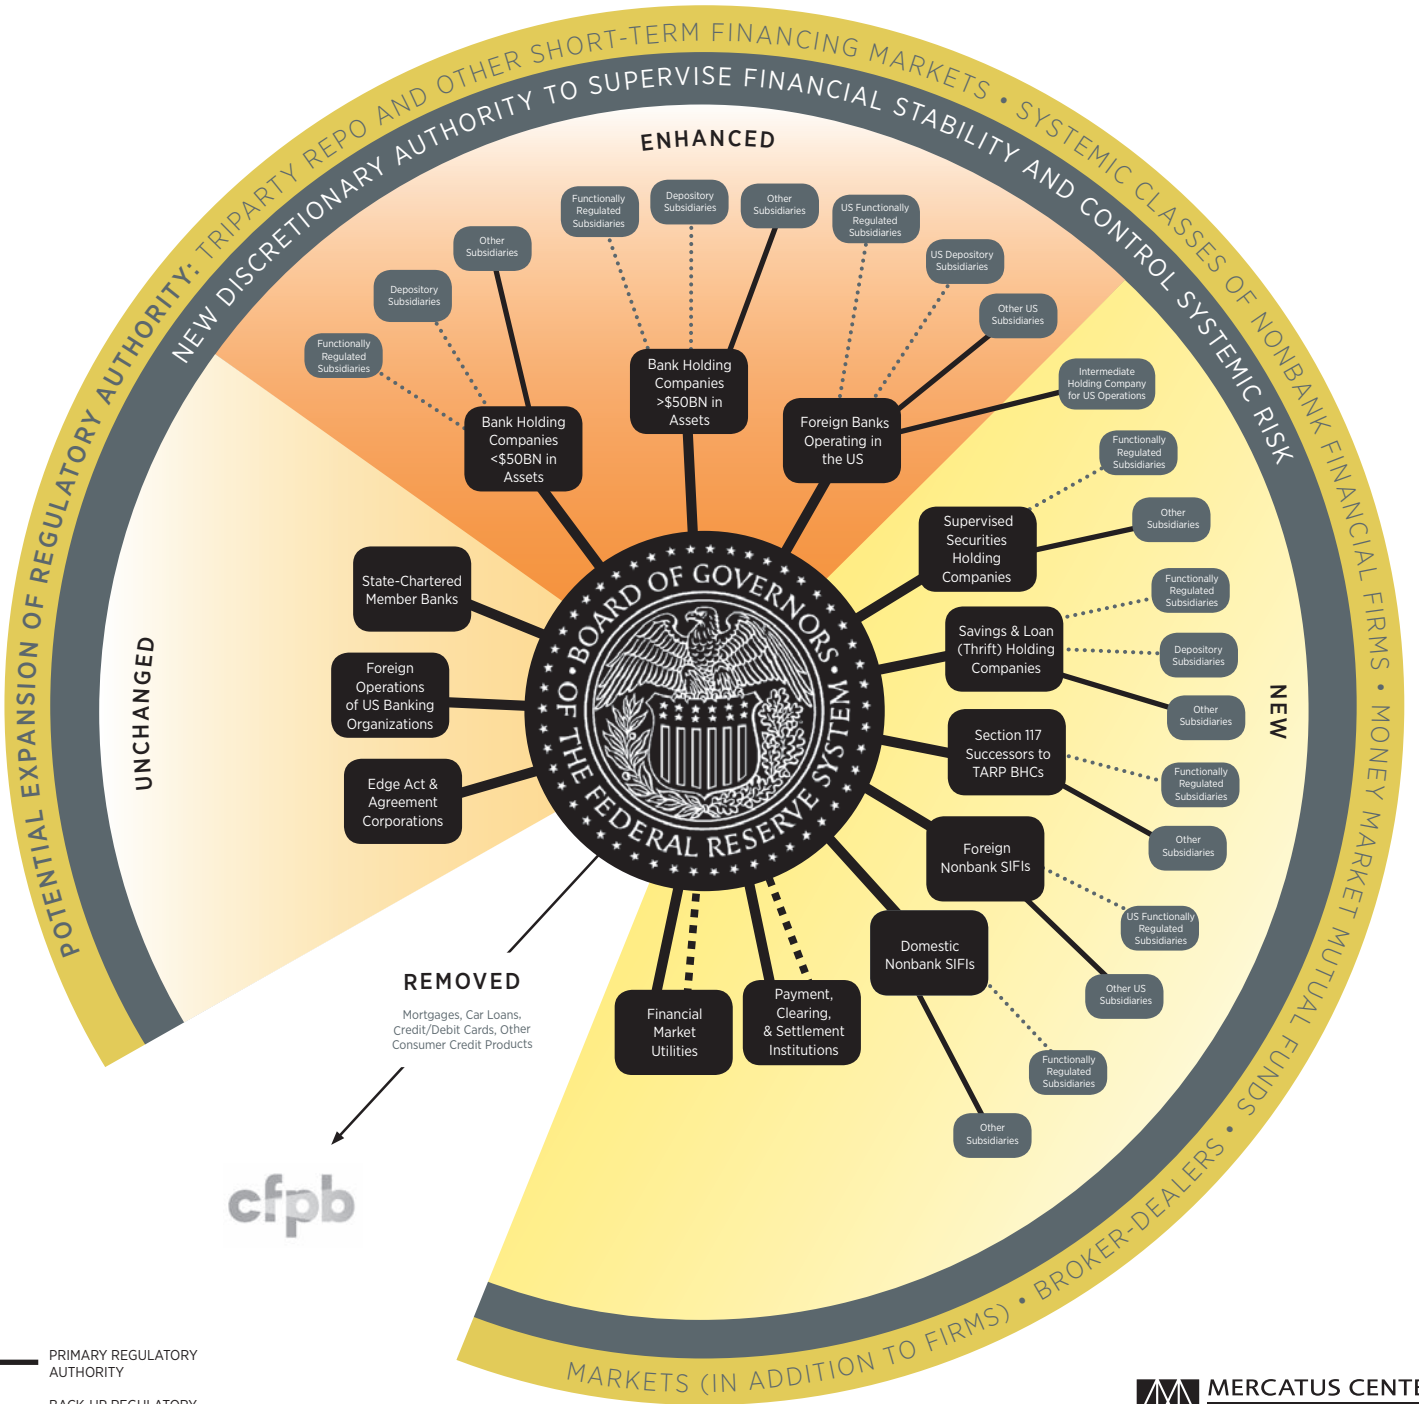 POTENTIAL EXPANSION OF REGULATORY AUTHORITY: TRIPARTY REPO AND OTHER SHORT-TERM FINANCING MARKETS • SYSTEMIC CLASSES OF NONBANK FINANCIAL FIRMS • MONEY MARKET MUTUAL FUNDS • BROKER-DEALERS • MARKETS (IN ADDITION TO FIRMS)
NEW DISCRETIONARY AUTHORITY TO SUPERVISE FINANCIAL STABILITY AND CONTROL SYSTEMIC RISK
ENHANCED
Functionally
Regulated
Subsidiaries
Depository
Subsidiaries
Other
Subsidiaries
Bank Holding
Companies
<$50BN in
Assets
Functionally
Regulated
Subsidiaries
Depository
Subsidiaries
Other
Subsidiaries
Bank Holding
Companies
>$50BN in
Assets
US Functionally
Regulated
Subsidiaries
US Depository
Subsidiaries
Other US
Subsidiaries
Intermediate
Holding Company
for US Operations
Foreign Banks
Operating in
the US
NEW
Supervised
Securities
Holding
Companies
Functionally
Regulated
Subsidiaries
Other
Subsidiaries
Savings & Loan
(Thrift) Holding
Companies
Functionally
Regulated
Subsidiaries
Depository
Subsidiaries
Other
Subsidiaries
Section 117
Successors to
TARP BHCs
Functionally
Regulated
Subsidiaries
Other
Subsidiaries
Foreign
Nonbank SIFIs
US Functionally
Regulated
Subsidiaries
Other US
Subsidiaries
Domestic
Nonbank SIFIs
Functionally
Regulated
Subsidiaries
Other
Subsidiaries
Payment,
Clearing,
& Settlement
Institutions
Financial
Market
Utilities
UNCHANGED
State-Chartered
Member Banks
Foreign
Operations
of US Banking
Organizations
Edge Act &
Agreement
Corporations
• BOARD OF GOVERNORS •
OF THE FEDERAL RESERVE SYSTEM
REMOVED
Mortgages, Car Loans,
Credit/Debit Cards, Other
Consumer Credit Products
cfpb
PRIMARY REGULATORY
AUTHORITY
BACK-UP REGULATORY
MERCATUS CENTE